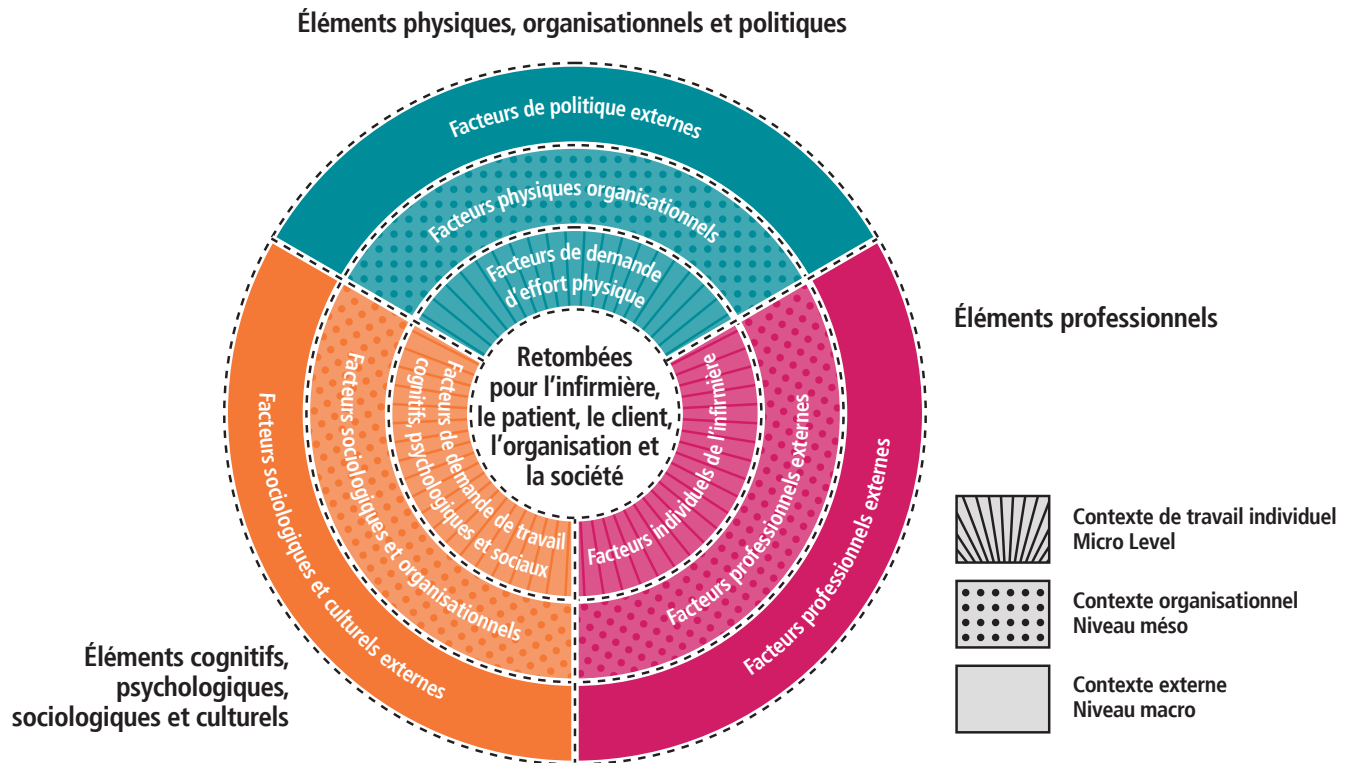 Éléments physiques, organisationnels et politiques
Facteurs de politique externes
Facteurs physiques organisationnels
Facteurs de demande
d'effort physique
Éléments professionnels
Facteurs individuels de l'infirmière
Facteurs professionnels externes
Facteurs professionnels externes
Retombées
pour l'infirmière,
le patient, le client,
l'organisation et
la société
Facteurs de demande de travail
cognitifs, psychologiques et sociaux
Facteurs sociologiques et organisationnels
Facteurs sociologiques et culturels externes
Éléments cognitifs,
psychologiques,
sociologiques et culturels
Contexte de travail individuel
Micro Level
Contexte organisationnel
Niveau méso
Contexte externe
Niveau macro